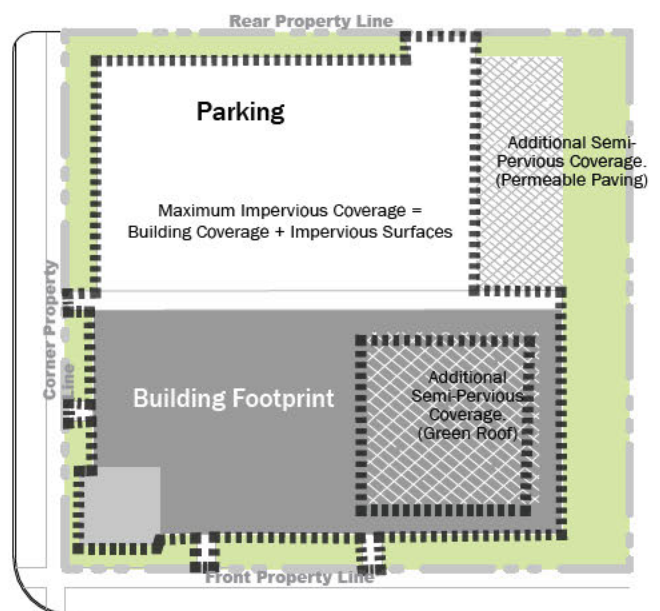 Rear Property Line
Parking
Additional Semi-
Pervious Coverage.
(Permeable Paving)
Maximum Impervious Coverage =
Building Coverage + Impervious Surfaces
Corner Property
Line
Building Footprint
Additional
Semi-Pervious
Coverage.
(Green Roof)
Front Property Line